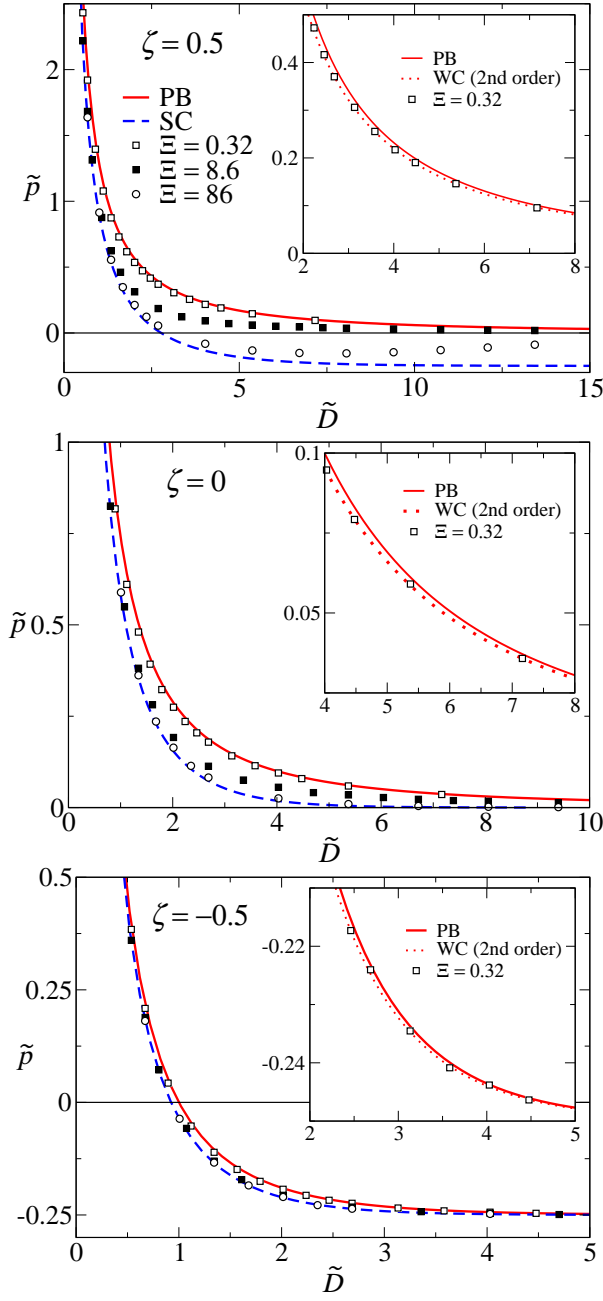 ζ = 0.5
PB
SC
Ξ = 0.32
Ξ = 8.6
Ξ = 86
2
1
0
p̃
0 5 10 15
D̃
PB
WC (2nd order)
Ξ = 0.32
0.4
0.2
0
2 4 6 8
ζ = 0
1
0.5
0
p̃
0 2 4 6 8 10
D̃
PB
WC (2nd order)
Ξ = 0.32
0.1
0.05
4 5 6 7 8
ζ = −0.5
0.5
0.25
0
-0.25
p̃
0 1 2 3 4 5
D̃
PB
WC (2nd order)
Ξ = 0.32
-0.22
-0.24
2 3 4 5